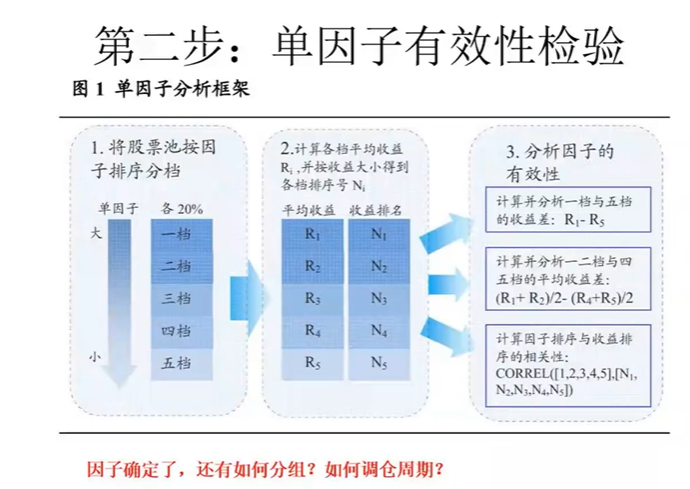 第二步：单因子有效性检验
图 1 单因子分析框架
1. 将股票池按因
子排序分档
单因子 各 20%
大
小
一档
二档
三档
四档
五档
2.计算各档平均收益
Ri ,并按收益大小得到
各档排序号 Ni
平均收益 收益排名
R1 N1
R2 N2
R3 N3
R4 N4
R5 N5
3. 分析因子的
有效性
计算并分析一档与五档
的收益差：R1- R5
计算并分析一二档与四
五档的平均收益差：
(R1+ R2)/2- (R4+R5)/2
计算因子排序与收益排
序的相关性：
CORREL([1,2,3,4,5],[N1,
N2,N3,N4,N5])
因子确定了，还有如何分组？如何调仓周期？